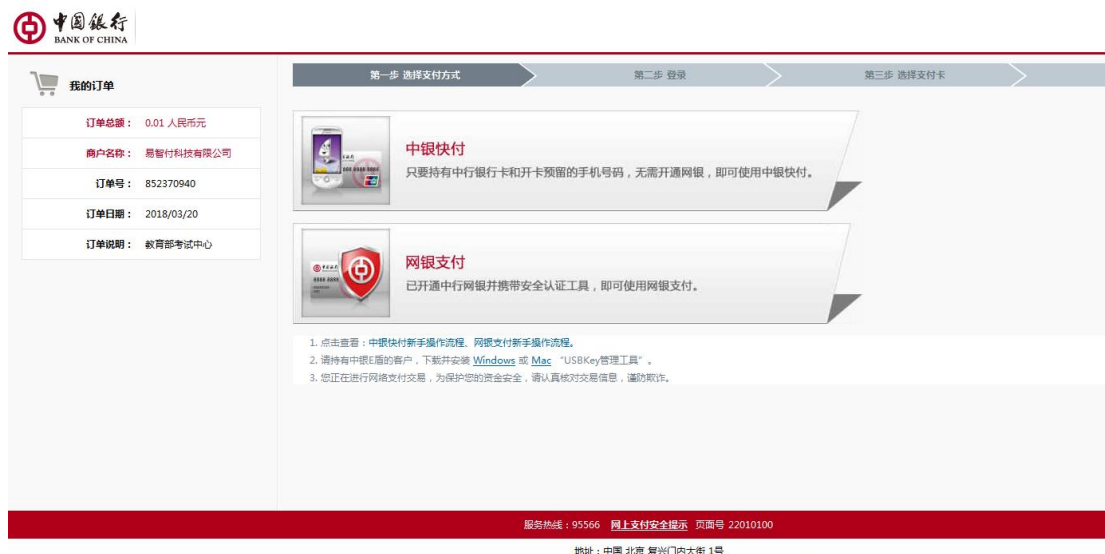 中国银行
BANK OF CHINA
我的订单
订单总额： 0.01 人民币元
商户名称： 易智付科技有限公司
订单号： 852370940
订单日期： 2018/03/20
订单说明： 教育部考试中心
第一步 选择支付方式
第二步 登录
第三步 选择支付卡
中银快付
只要持有中行银行卡和开卡预留的手机号码，无需开通网银，即可使用中银快付。
网银支付
已开通中行网银并携带安全认证工具，即可使用网银支付。
1. 点击查看：中银快付新手操作流程、网银支付新手操作流程。
2. 请持有中银E盾的客户，下载并安装 Windows 或 Mac “USBKey管理工具” 。
3. 您正在进行网络支付交易，为保护您的资金安全，请认真核对交易信息，谨防欺诈。
服务热线：95566 网上支付安全提示 页面号 22010100
地址：中国 北京 复兴门内大街 1号